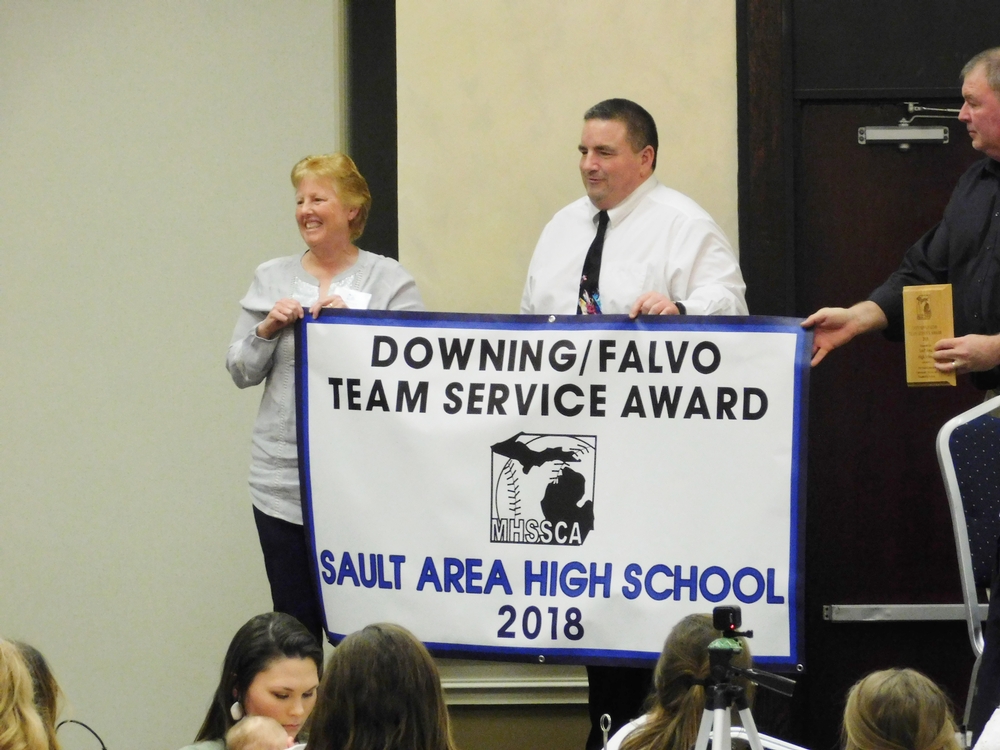 DOWNING/FALVO
TEAM SERVICE AWARD
MHSSCA
SAULT AREA HIGH SCHOOL
2018